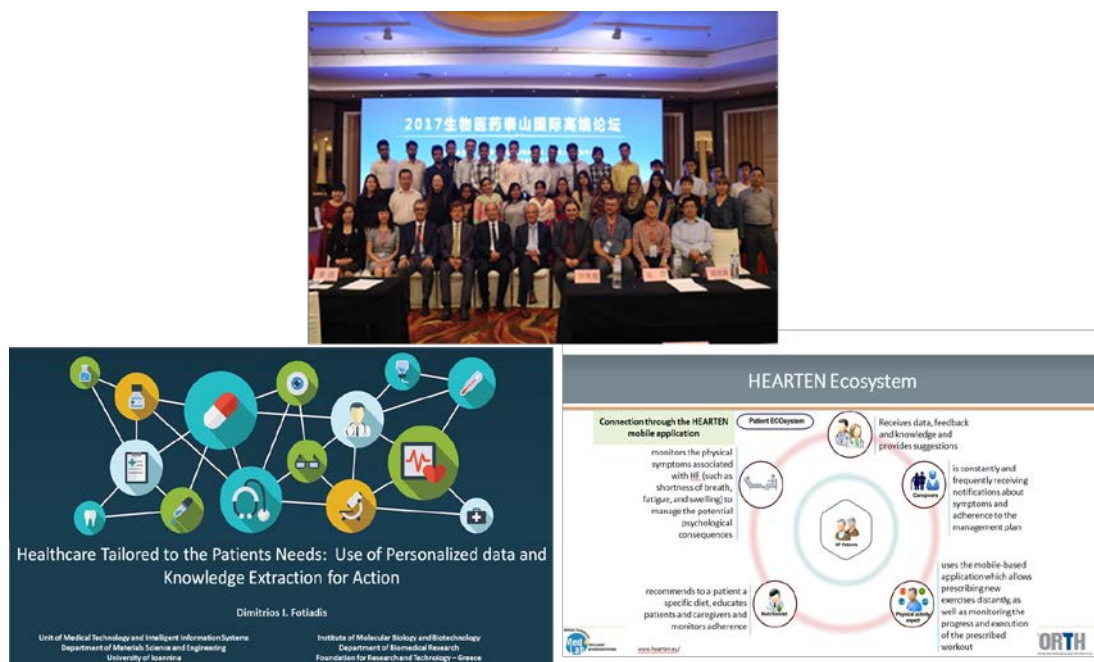 2017生物医药泰山国际高端论坛
Healthcare Tailored to the Patients Needs: Use of Personalized data and
Knowledge Extraction for Action
Dimitrios I. Fotiadis
Unit of Medical Technology and Intelligent Information Systems
Department of Materials Science and Engineering
University of Ioannina
Institute of Molecular Biology and Biotechnology
Department of Biomedical Research
Foundation for Research and Technology – Greece
HEARTEN Ecosystem
Connection through the HEARTEN
mobile application
Patient ECOsystem
Receives data, feedback
and knowledge and
provides suggestions
monitors the physical
symptoms associated
with HF (such as
shortness of breath,
fatigue, and swelling) to
manage the potential
psychological
consequences
Caregivers
is constantly and
frequently receiving
notifications about
symptoms and
adherence to the
management plan
HF Patients
recommends to a patient
a specific diet, educates
patients and caregivers
and monitors adherence
Nutritionist
Physical activity
expert
uses the mobile-based
application which allows
prescribing new
exercises distantly, as
well as monitoring the
progress and execution
of the prescribed
workout
www.hearten.eu/